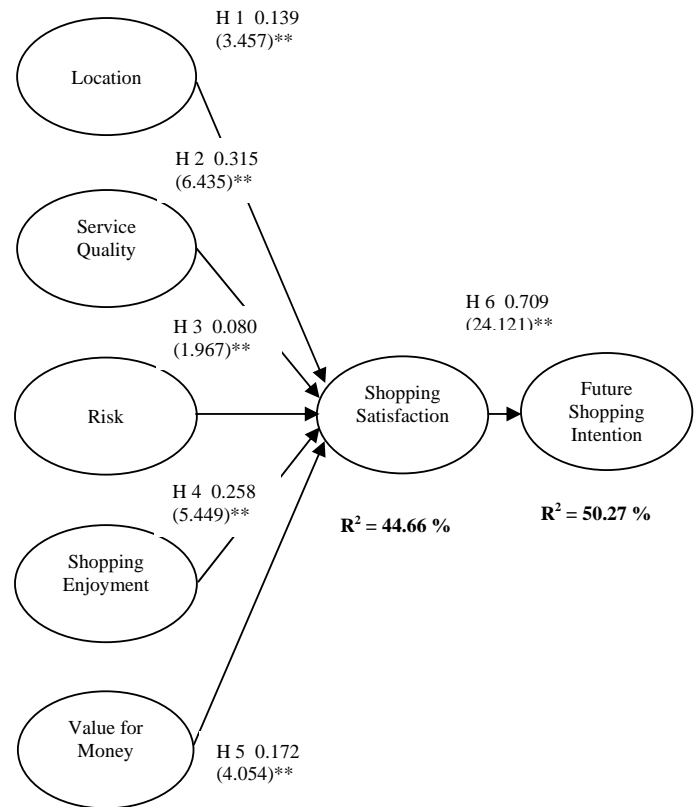 H 1 0.139
(3.457)**
Location
H 2 0.315
(6.435)**
Service
Quality
H 3 0.080
(1.967)**
H 6 0.709
(24.121)**
Risk
Shopping
Satisfaction
Future
Shopping
Intention
H 4 0.258
(5.449)**
R² = 44.66 %
R² = 50.27 %
Shopping
Enjoyment
Value for
Money
H 5 0.172
(4.054)**